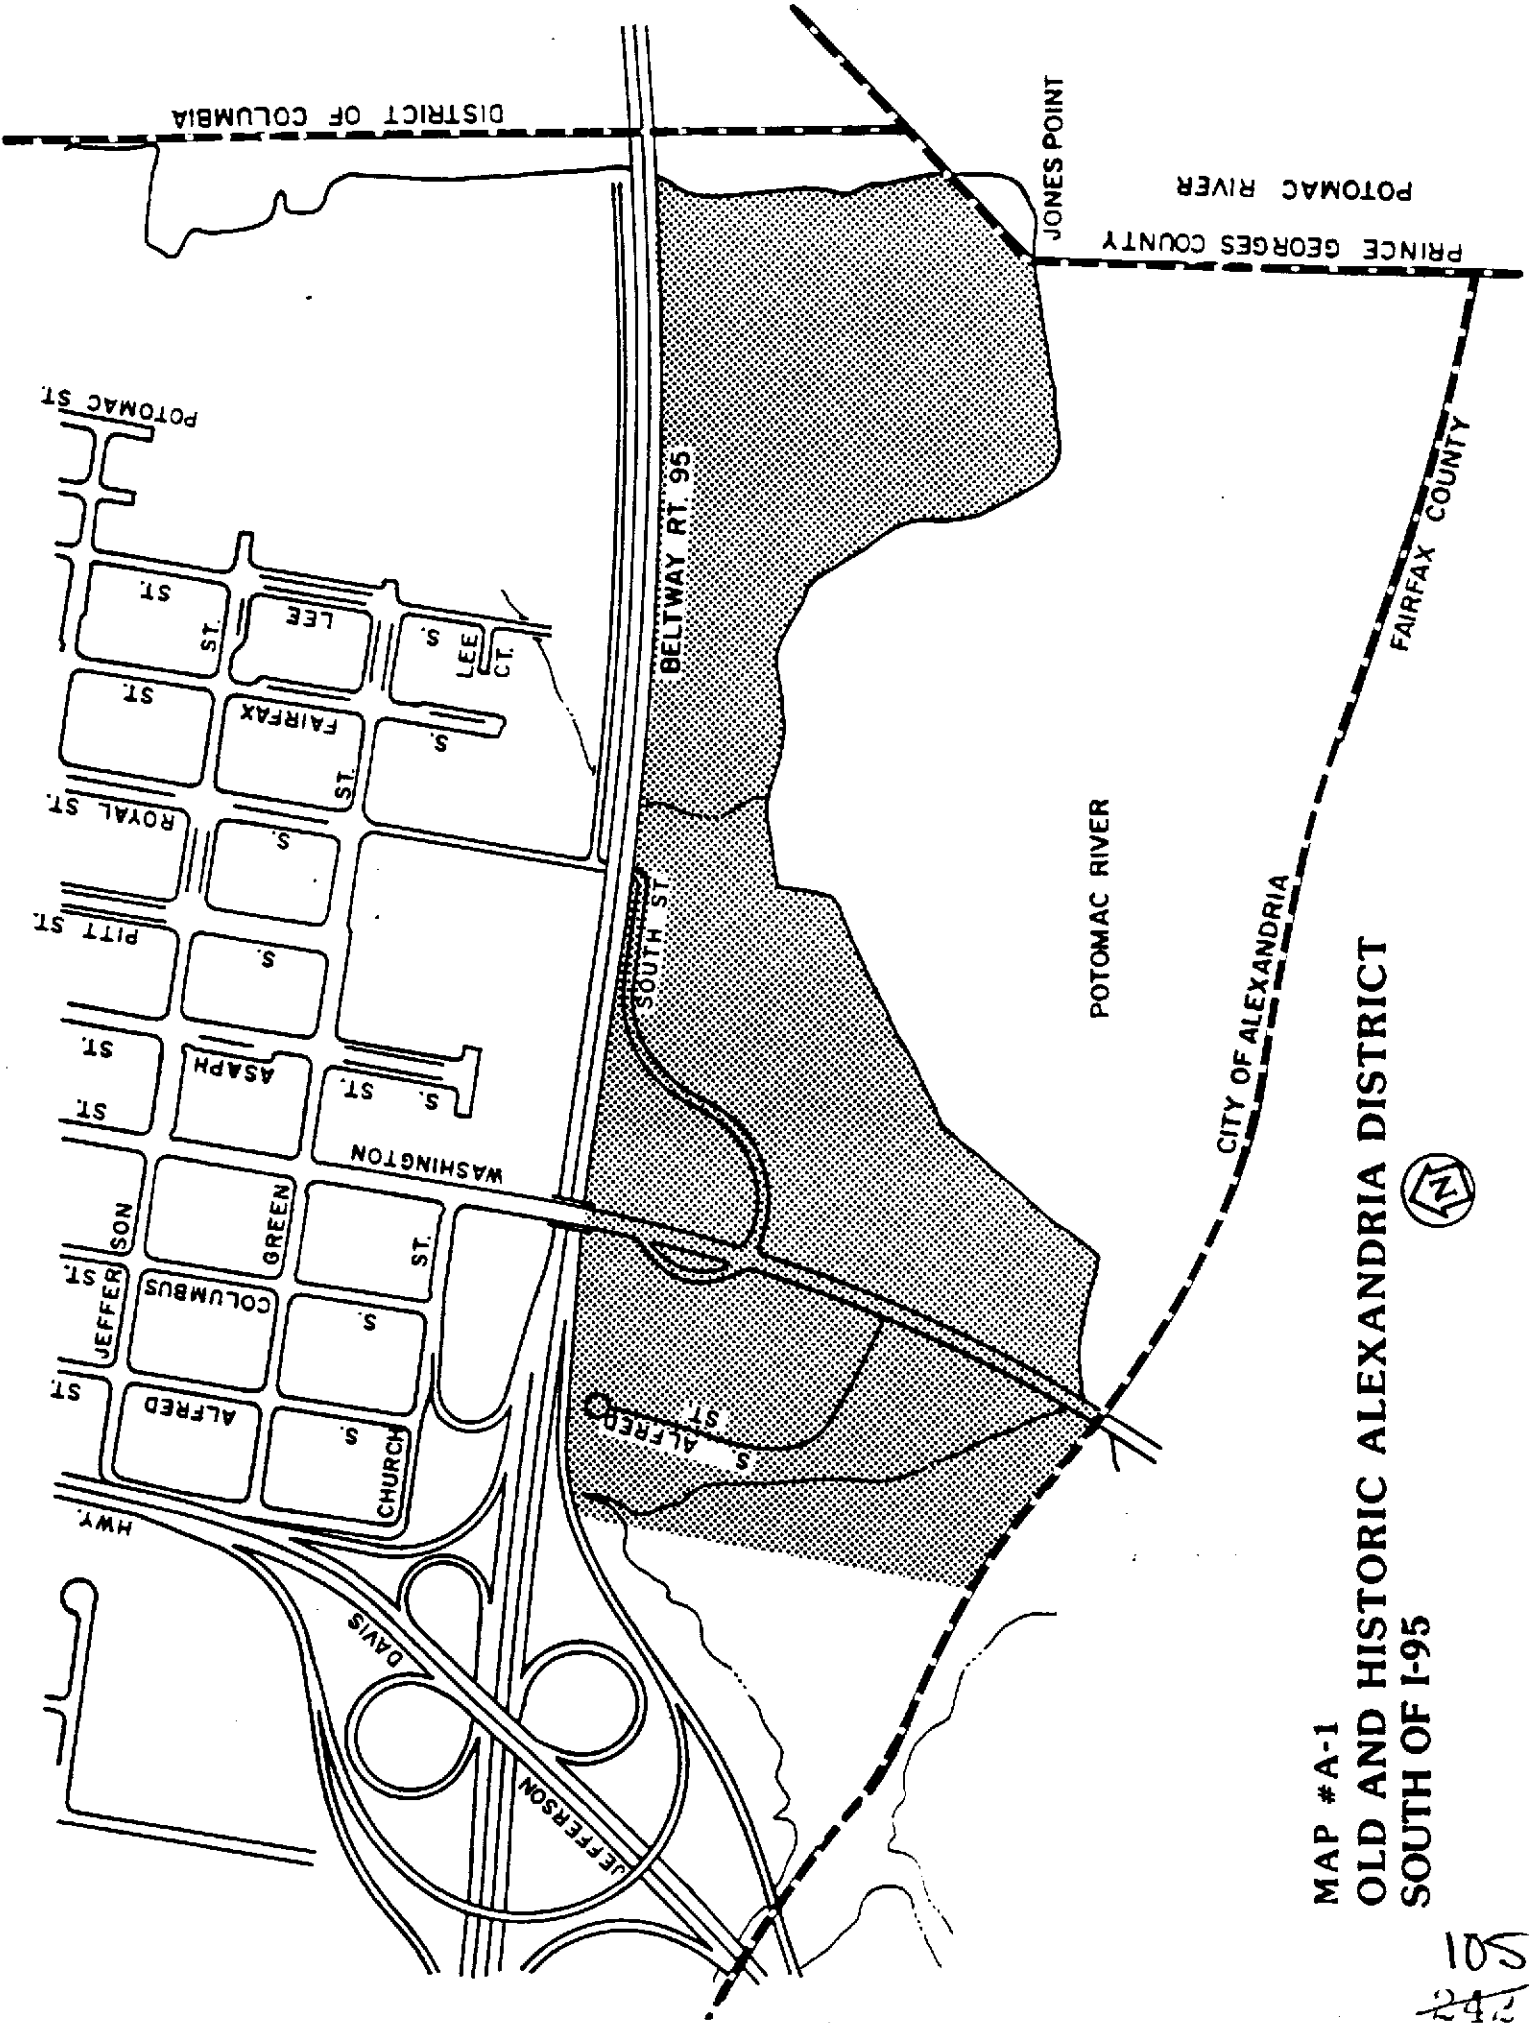 DISTRICT OF COLUMBIA
JONES POINT
POTOMAC RIVER
PRINCE GEORGES COUNTY
POTOMAC ST.
ST.
LEE
S.
ST.
LEE
CT.
ST.
FAIRFAX
S.
ST.
ROYAL ST.
S.
PITT ST.
S.
ST.
ASAPH
ST.
S.
ST.
WASHINGTON
JEFFERSON
GREEN
ST.
ST.
COLUMBUS
S.
ST.
ALFRED
S.
CHURCH
HWY.
DAVIS
JEFFERSON
BELTWAY RT. 95
SOUTH ST.
S. ALFRED
ST.
POTOMAC RIVER
FAIRFAX COUNTY
CITY OF ALEXANDRIA
N
MAP #A-1
OLD AND HISTORIC ALEXANDRIA DISTRICT
SOUTH OF I-95
105
242